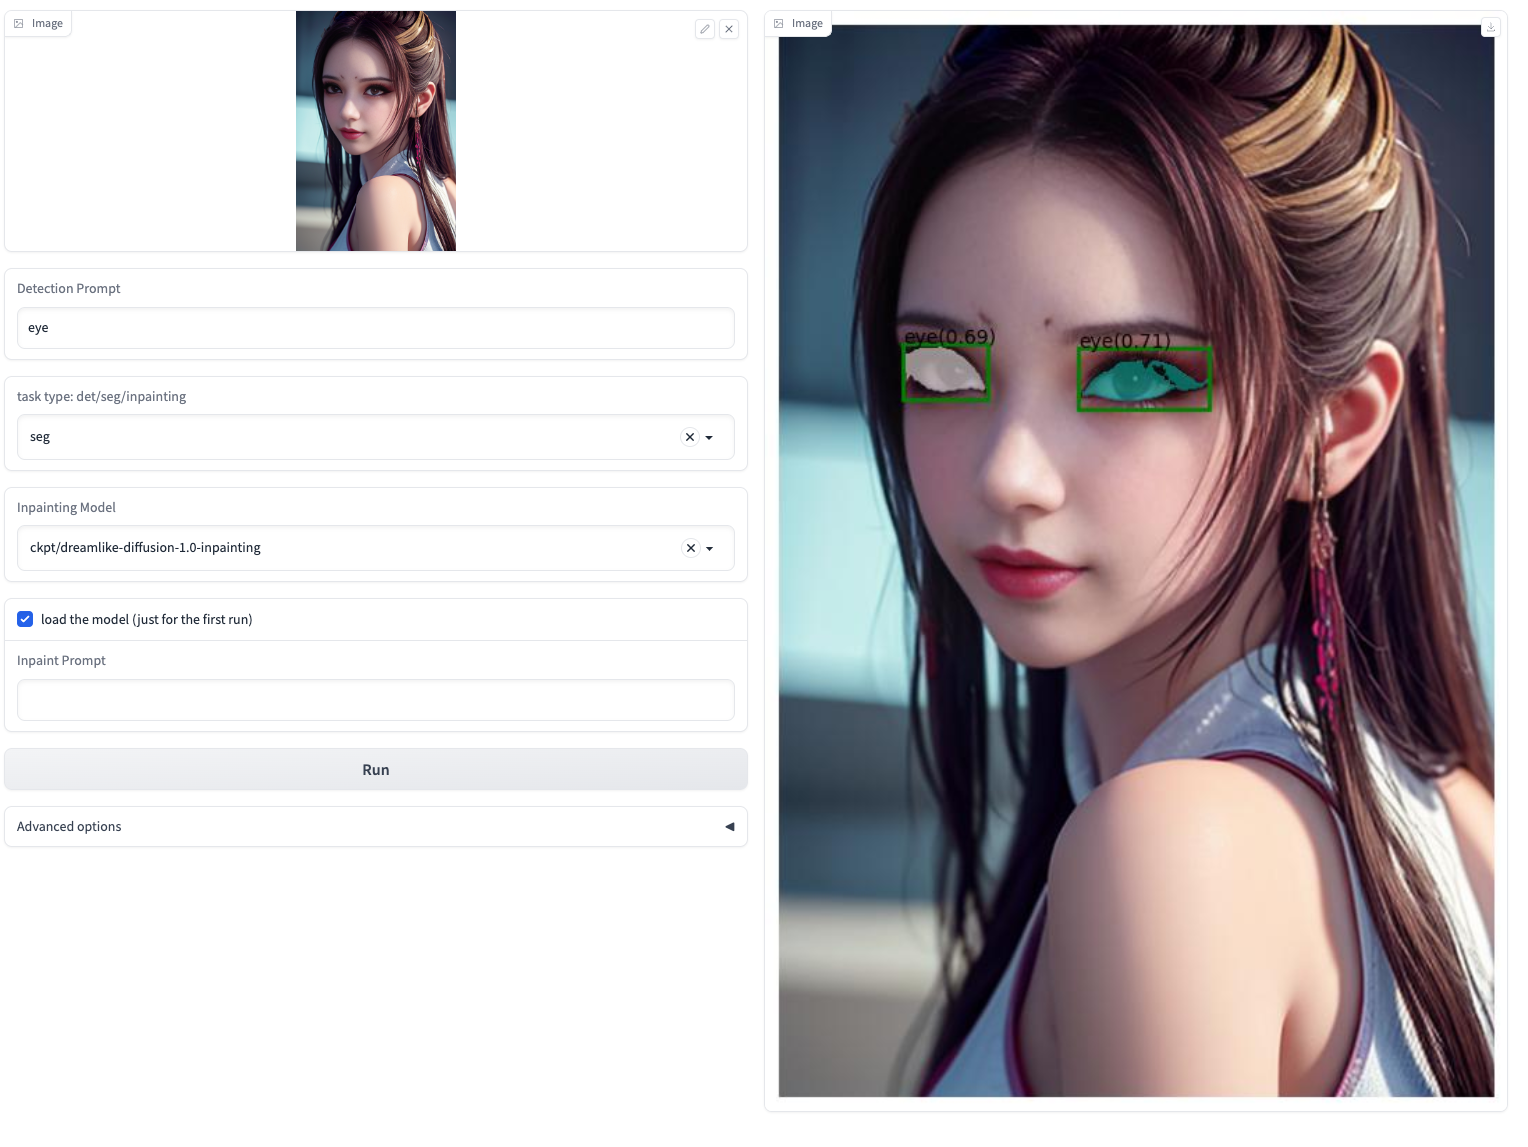 Image
Detection Prompt
eye
task type: det/seg/inpainting
seg
Inpainting Model
ckpt/dreamlike-diffusion-1.0-inpainting
load the model (just for the first run)
Inpaint Prompt
Run
Advanced options
Image
eye(0.69)
eye(0.71)